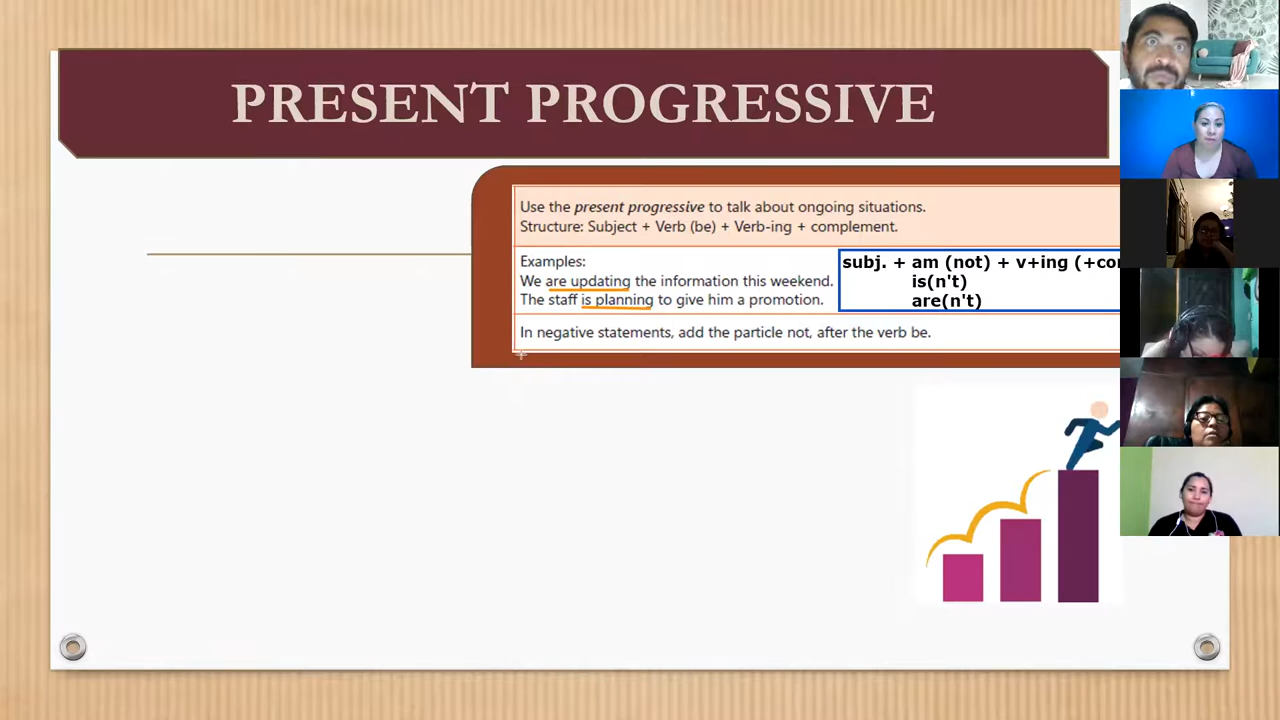 PRESENT PROGRESSIVE
Use the present progressive to talk about ongoing situations.
Structure: Subject + Verb (be) + Verb-ing + complement.
Examples:
We are updating the information this weekend.
The staff is planning to give him a promotion.
subj. + am (not) + v+ing (+
is(n't)
are(n't)
In negative statements, add the particle not, after the verb be.